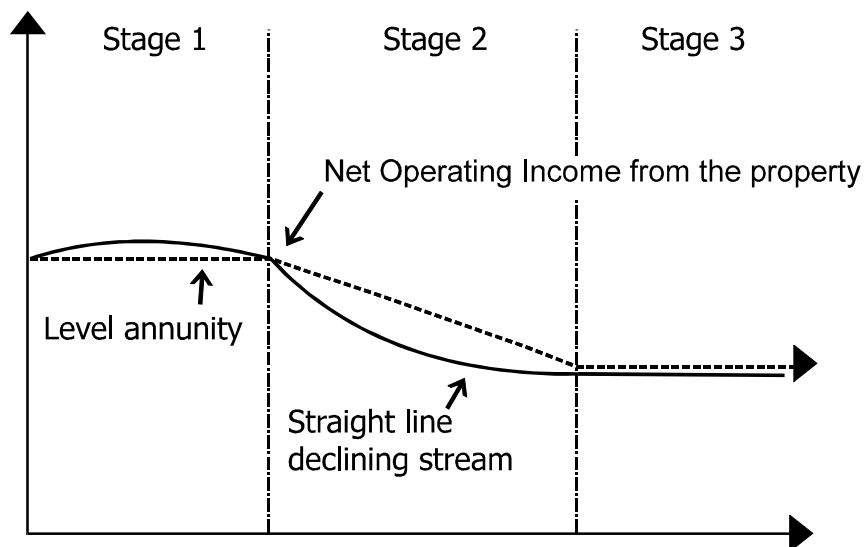 Stage 1
Stage 2
Stage 3
Net Operating Income from the property
Level annunity
Straight line
declining stream